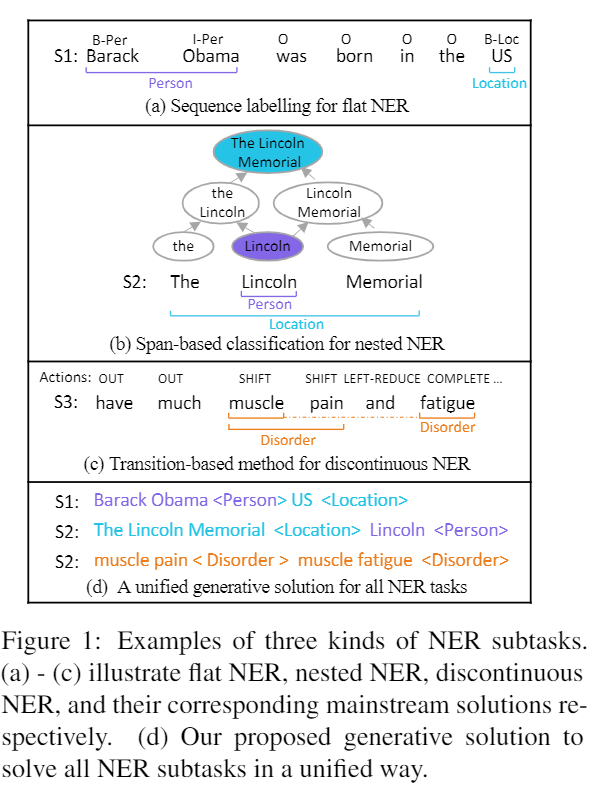 B-Per I-Per O O O O B-Loc
S1: Barack Obama was born in the US
Person Location
(a) Sequence labelling for flat NER
The Lincoln
Memorial
the
Lincoln
Lincoln
Memorial
the Lincoln Memorial
S2: The Lincoln Memorial
Person
Location
(b) Span-based classification for nested NER
Actions: OUT OUT SHIFT SHIFT LEFT-REDUCE COMPLETE ...
S3: have much muscle pain and fatigue
Disorder Disorder
(c) Transition-based method for discontinuous NER
S1: Barack Obama <Person> US <Location>
S2: The Lincoln Memorial <Location> Lincoln <Person>
S2: muscle pain < Disorder > muscle fatigue <Disorder>
(d) A unified generative solution for all NER tasks
Figure 1: Examples of three kinds of NER subtasks.
(a) - (c) illustrate flat NER, nested NER, discontinuous
NER, and their corresponding mainstream solutions re-
spectively. (d) Our proposed generative solution to
solve all NER subtasks in a unified way.